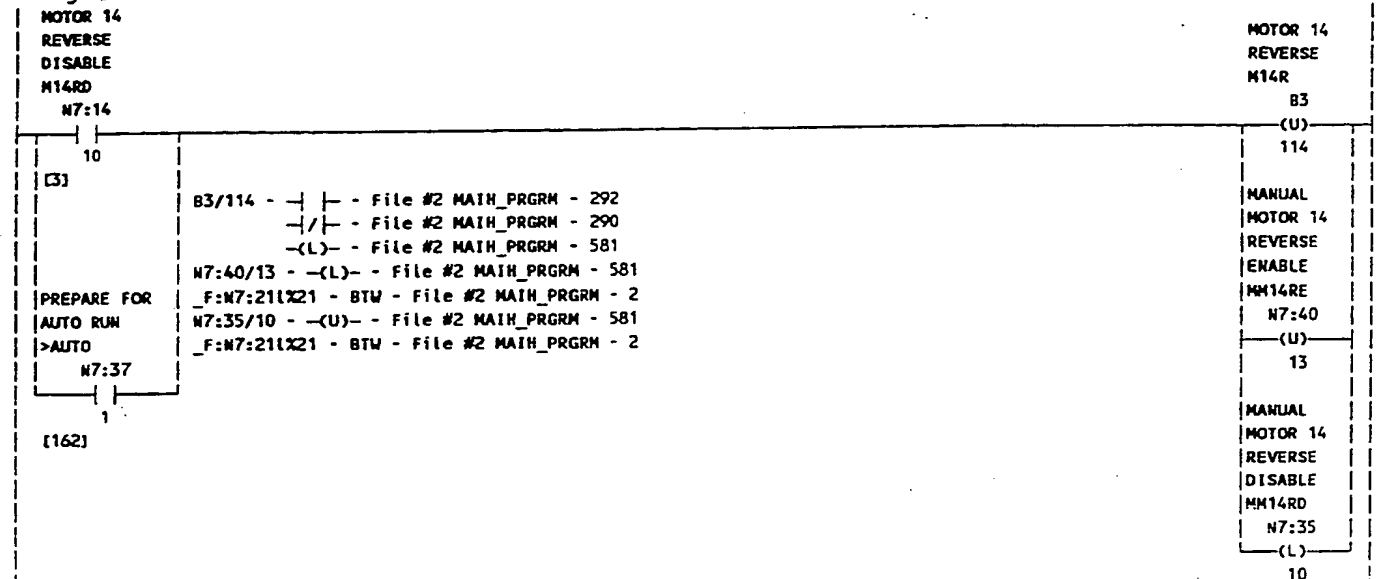 MOTOR 14
REVERSE
DISABLE
M14RD
N7:14
10
[3]
PREPARE FOR
AUTO RUN
>AUTO
N7:37
1
[162]
B3/114 - ─┤ ├─ - File #2 MAIN_PRGRM - 292
─┤/├─ - File #2 MAIN_PRGRM - 290
─(L)─ - File #2 MAIN_PRGRM - 581
N7:40/13 - ─(L)─ - File #2 MAIN_PRGRM - 581
_F:N7:21[%21 - BTW - File #2 MAIN_PRGRM - 2
N7:35/10 - ─(U)─ - File #2 MAIN_PRGRM - 581
_F:N7:21[%21 - BTW - File #2 MAIN_PRGRM - 2
MOTOR 14
REVERSE
M14R
B3
(U)
114
MANUAL
MOTOR 14
REVERSE
ENABLE
MM14RE
N7:40
(U)
13
MANUAL
MOTOR 14
REVERSE
DISABLE
MM14RD
N7:35
(L)
10